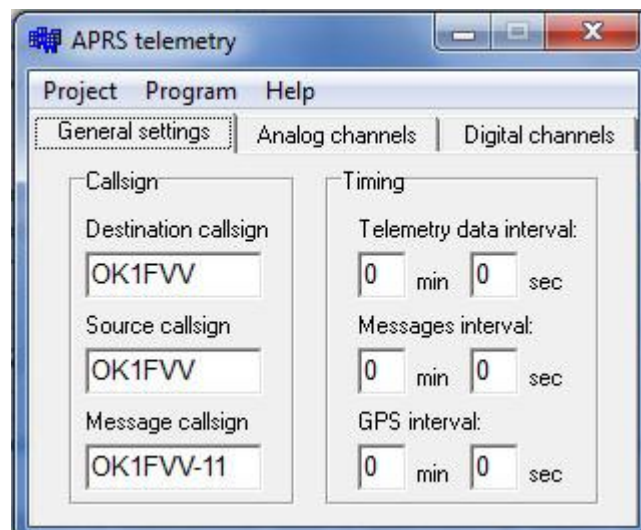 APRS telemetry
Project Program Help
General settings Analog channels Digital channels
Callsign
Destination callsign
OK1FVV
Source callsign
OK1FVV
Message callsign
OK1FVV-11
Timing
Telemetry data interval:
0 min 0 sec
Messages interval:
0 min 0 sec
GPS interval:
0 min 0 sec